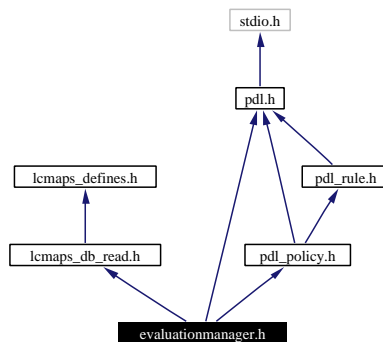 stdio.h
pdl.h
lcmaps_defines.h
pdl_rule.h
lcmaps_db_read.h
pdl_policy.h
evaluationmanager.h